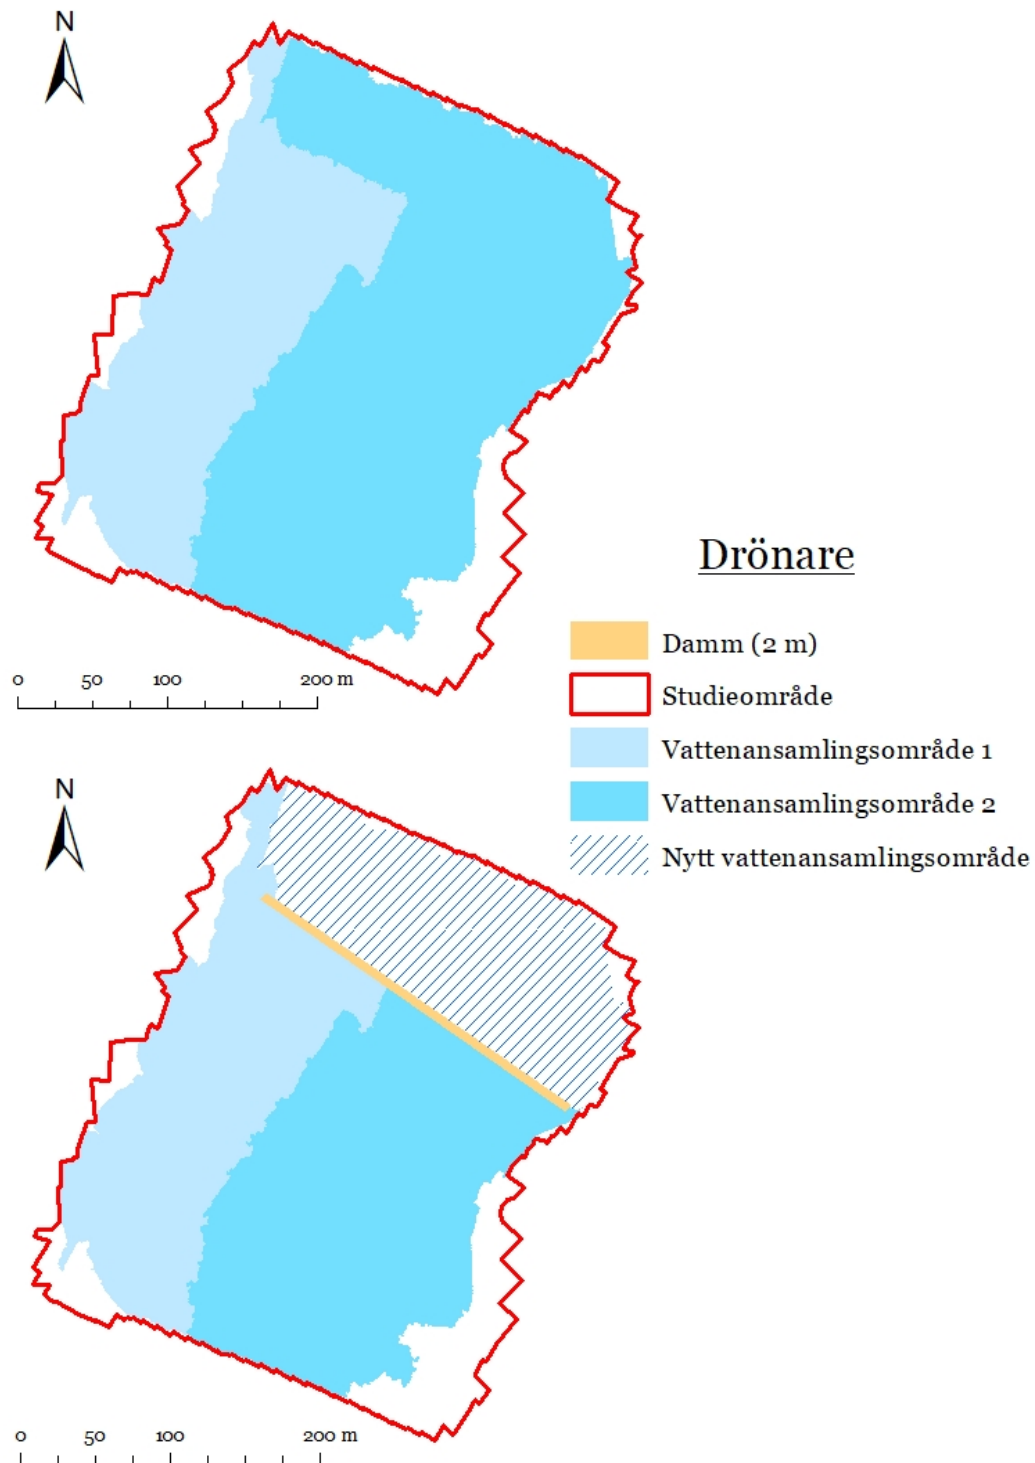 N
0 50 100 200 m
Drönare
Damm (2 m)
Studieområde
Vattenansamlingsområde 1
Vattenansamlingsområde 2
Nytt vattenansamlingsområde
N
0 50 100 200 m